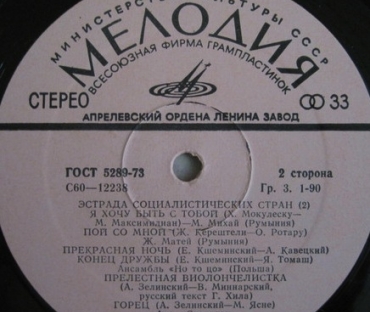 МИНИСТЕРСТВО КУЛЬТУРЫ СССР
МЕЛОДИЯ
ВСЕСОЮЗНАЯ ФИРМА ГРАМПЛАСТИНОК
СТЕРЕО
33
АПРЕЛЕВСКИЙ ОРДЕНА ЛЕНИНА ЗАВОД
ГОСТ 5289-73
2 сторона
С60—12238
Гр. 3. 1-90
ЭСТРАДА СОЦИАЛИСТИЧЕСКИХ СТРАН (2)
Я ХОЧУ БЫТЬ С ТОБОЙ (Х. Мокудеску—
М. Максимилиан)—М. Михай (Румыния)
ПОЙ СО МНОЙ (Ж. Керештели—О. Ротару)
Ж. Матей (Румыния)
ПРЕКРАСНАЯ НОЧЬ (Е. Кшеминский—А. Кавецкий)
КОНЕЦ ДРУЖБЫ (Е. Кшеминский—Я. Томаш)
Ансамбль «Но то цо» (Польша)
ПРЕЛЕСТНАЯ ВИОЛОНЧЕЛИСТКА
(А. Зелинский—В. Миннарид,
русский текст Г. Хила)
ГОРЕЦ (А. Зелинский—М. Ясне)